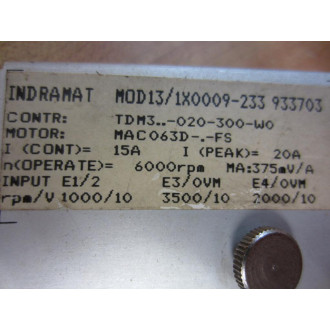 INDRAMAT MOD13/1X0009-233 933703
CONTR: TDM3..-020-300-W0
MOTOR: MAC063D-.-FS
I (CONT)= 15A I (PEAK)= 20A
n(OPERATE)= 6000rpm MA:375mV/A
INPUT E1/2 E3/0VM E4/0VM
rpm/V 1000/10 3500/10 2000/10